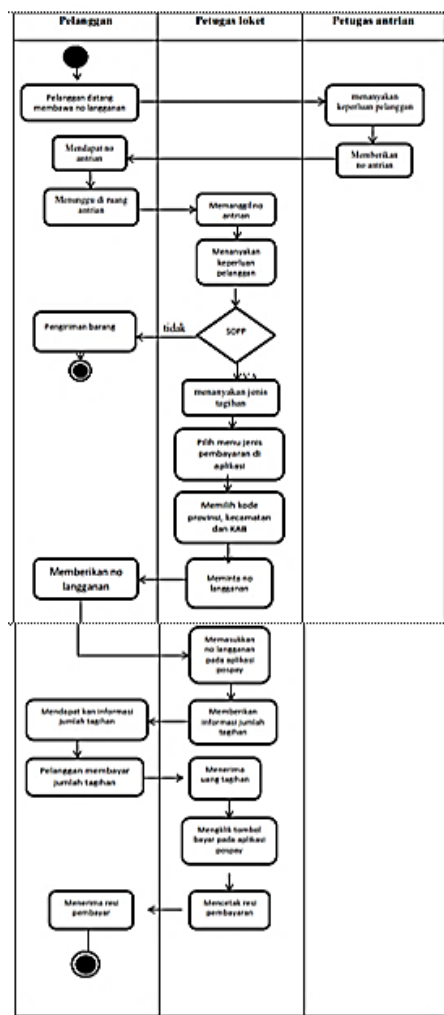 Pelanggan
Petugas loket
Petugas antrian
Pelanggan datang
membawa no langganan
menanyakan
keperluan pelanggan
Mendapat no
antrian
Memberikan
no antrian
Menunggu di ruang
antrian
Memanggil no
antrian
Menanyakan
keperluan
pelanggan
Pengiriman barang
tidak
SOPP
menanyakan jenis
tagihan
Pilih menu jenis
pembayaran di
aplikasi
Memilih kode
provinsi, kecamatan
dan KAB
Memberikan no
langganan
Meminta no
langganan
Memasukkan
no langganan
pada aplikasi
pospay
Mendapat kan informasi
jumlah tagihan
Memberikan
informasi jumlah
tagihan
Pelanggan membayar
jumlah tagihan
Menerima
uang tagihan
Mengklik tombol
bayar pada aplikasi
pospay
Menerima resi
pembayar
Mencetak resi
pembayaran